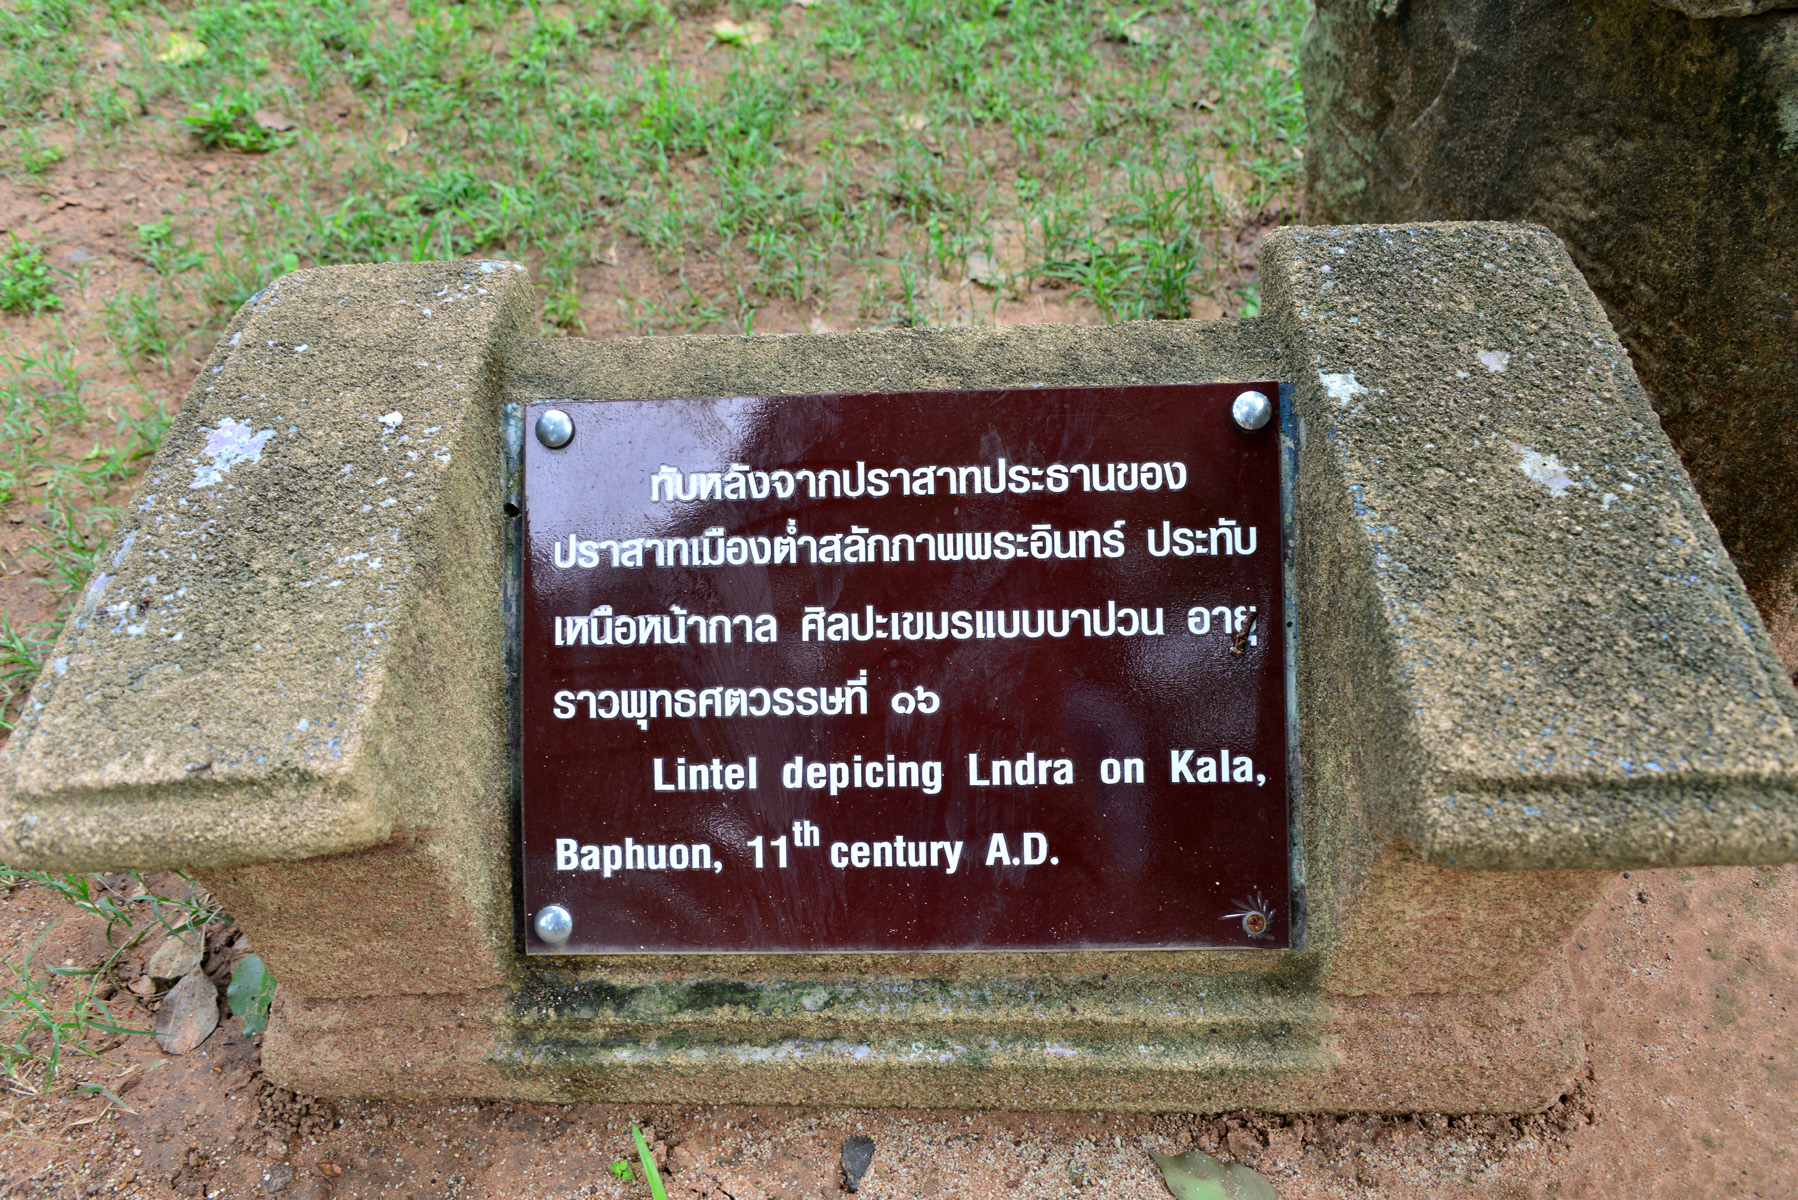 ทับหลังจากปราสาทประธานของ
ปราสาทเมืองต่ำสลักภาพพระอินทร์ ประทับ
เหนือหน้ากาล ศิลปะเขมรแบบบาปวน อายุ
ราวพุทธศตวรรษที่ ๑๖
Lintel depicing Lndra on Kala,
Baphuon, 11th century A.D.